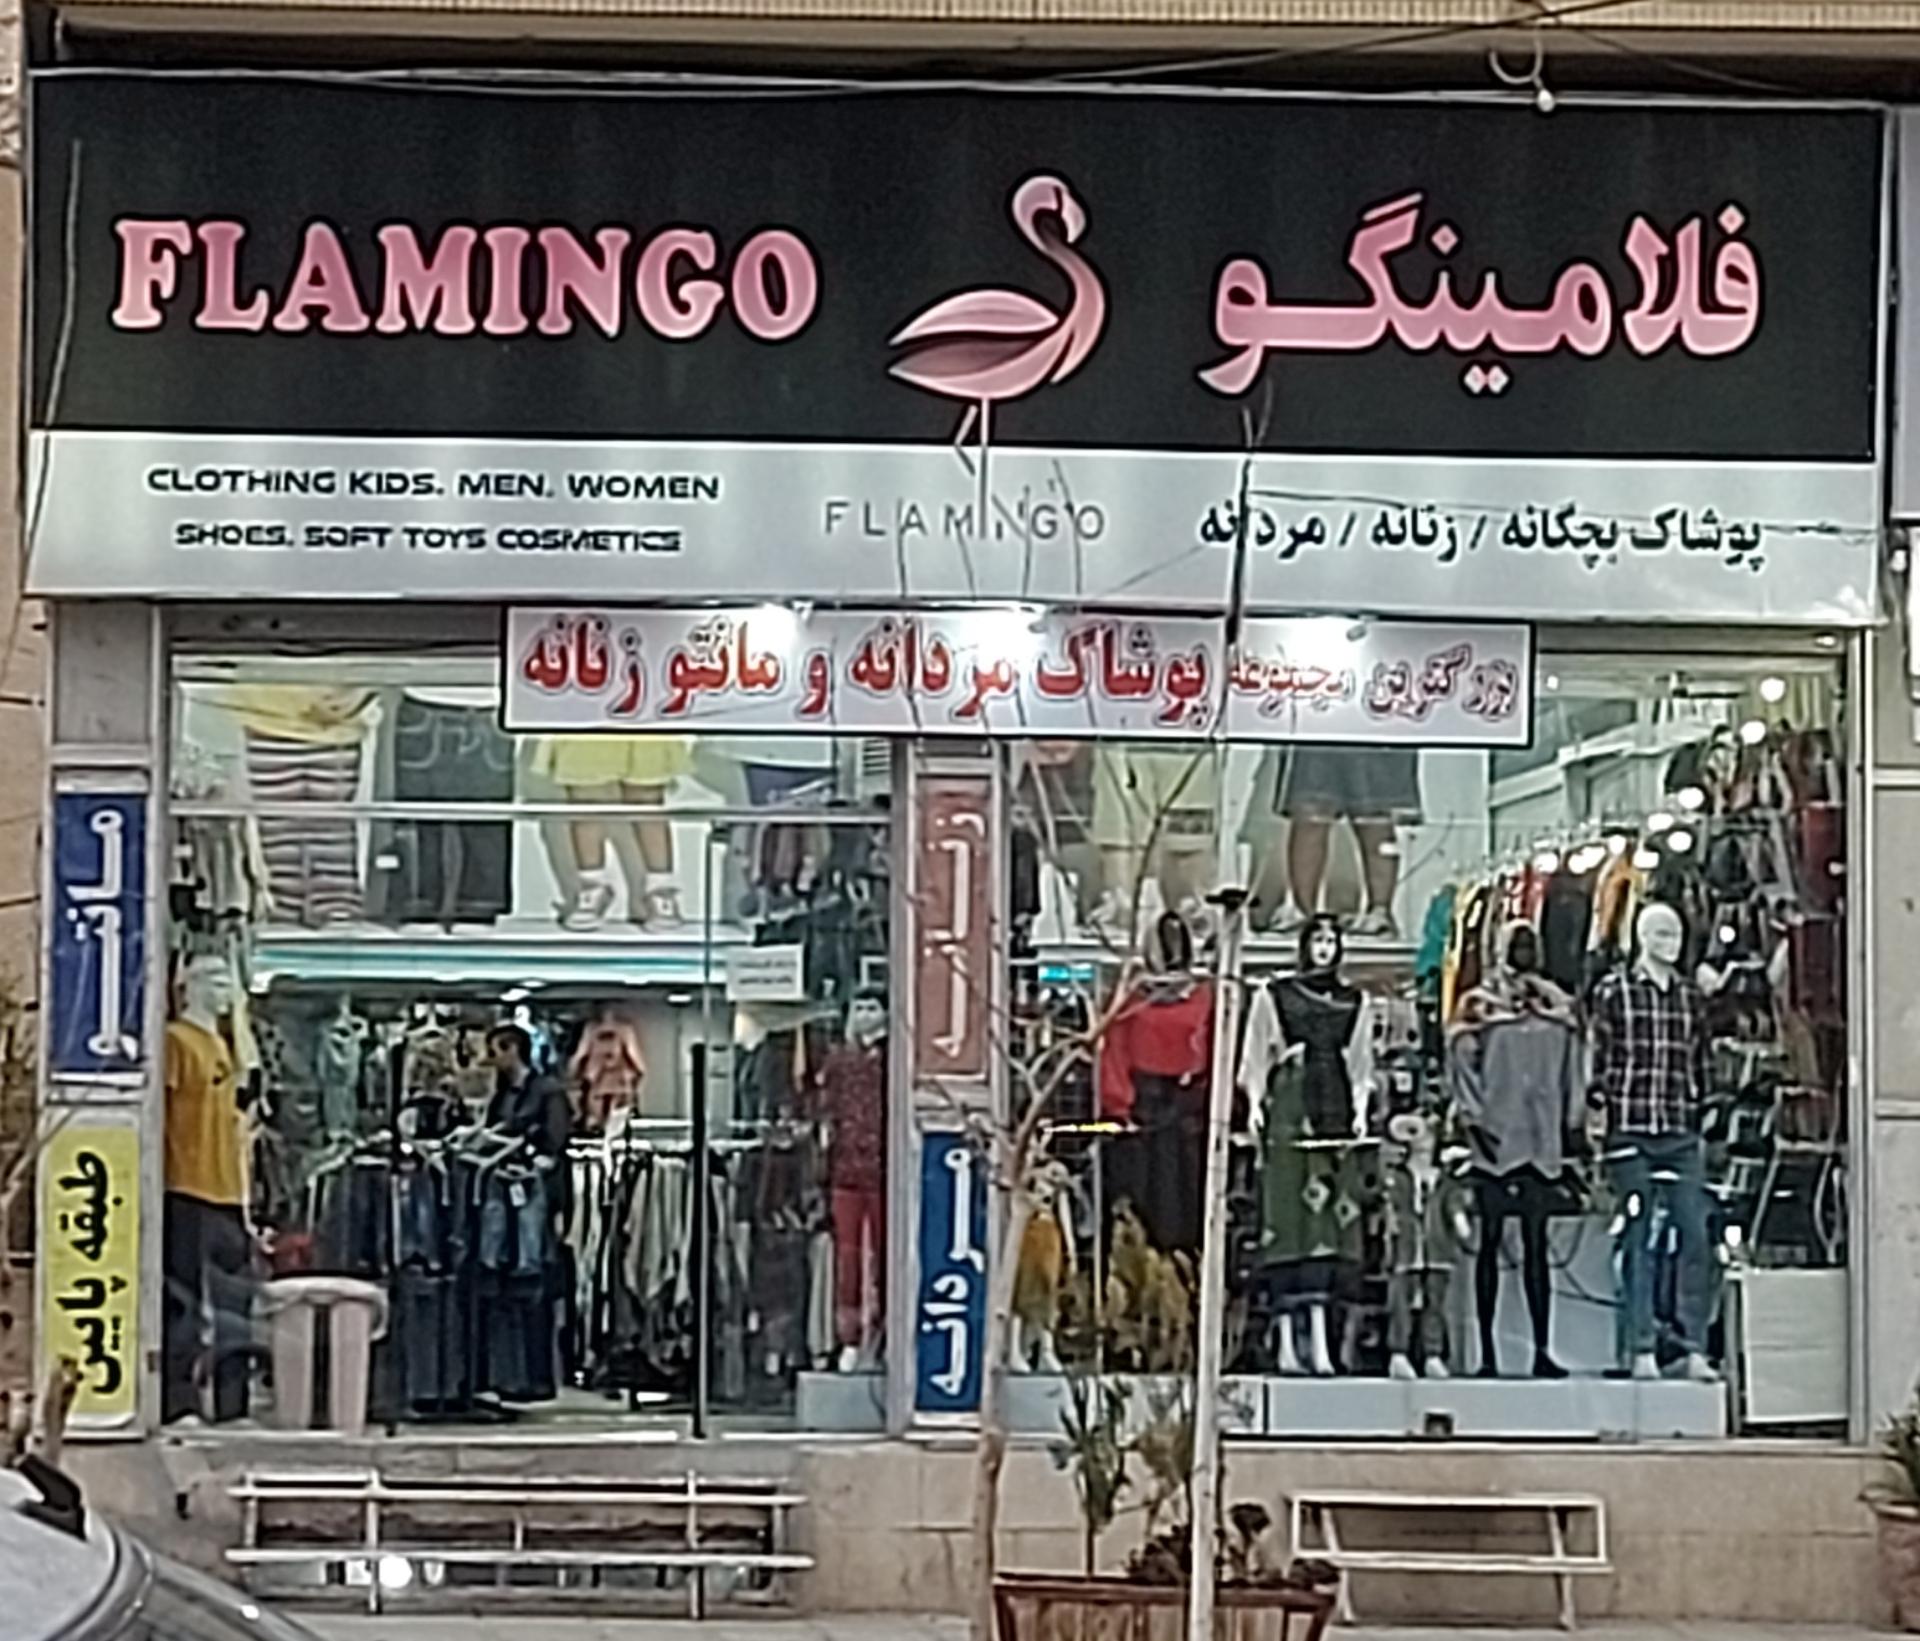 FLAMINGO
فلامینگو
CLOTHING KIDS. MEN. WOMEN
SHOES. SOFT TOYS COSMETICS
FLAMINGO
پوشاک بچگانه / زنانه / مردانه
بزرگترین مجموعه پوشاک مردانه و مانتو زنانه
مانتو
طبقه پایین
زنانه
مردانه